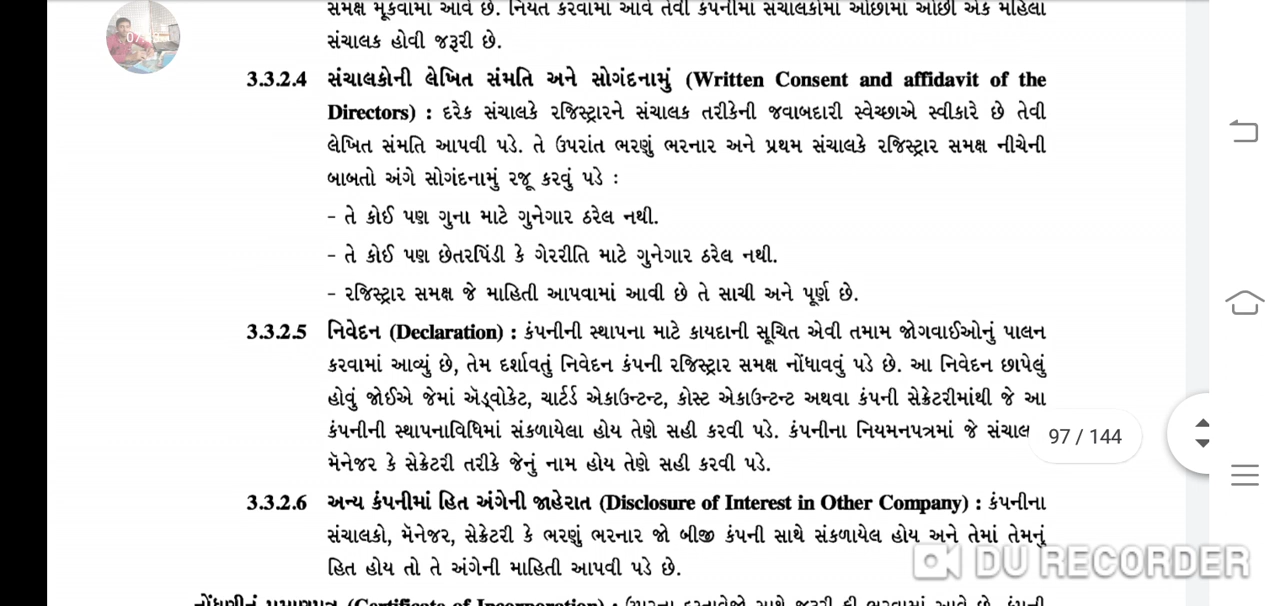 સમક્ષ મૂકવામાં આવે છે. નિયત કરવામાં આવે તેવી કંપનીમાં સંચાલકોમાં ઓછામાં ઓછી એક મહિલા
સંચાલક હોવી જરૂરી છે.
3.3.2.4 સંચાલકોની લેખિત સંમતિ અને સોગંદનામું (Written Consent and affidavit of the
Directors) : દરેક સંચાલકે રજિસ્ટ્રારને સંચાલક તરીકેની જવાબદારી સ્વેચ્છાએ સ્વીકારે છે તેવી
લેખિત સંમતિ આપવી પડે. તે ઉપરાંત ભરણું ભરનાર અને પ્રથમ સંચાલકે રજિસ્ટ્રાર સમક્ષ નીચેની
બાબતો અંગે સોગંદનામું રજૂ કરવું પડે :
- તે કોઈ પણ ગુના માટે ગુનેગાર ઠરેલ નથી.
- તે કોઈ પણ છેતરપિંડી કે ગેરરીતિ માટે ગુનેગાર ઠરેલ નથી.
- રજિસ્ટ્રાર સમક્ષ જે માહિતી આપવામાં આવી છે તે સાચી અને પૂર્ણ છે.
3.3.2.5 નિવેદન (Declaration) : કંપનીની સ્થાપના માટે કાયદાની સૂચિત એવી તમામ જોગવાઈઓનું પાલન
કરવામાં આવ્યું છે, તેમ દર્શાવતું નિવેદન કંપની રજિસ્ટ્રાર સમક્ષ નોંધાવવું પડે છે. આ નિવેદન છાપેલું
હોવું જોઈએ જેમાં ઍડ્વોકેટ, ચાર્ટર્ડ એકાઉન્ટન્ટ, કોસ્ટ એકાઉન્ટન્ટ અથવા કંપની સેક્રેટરીમાંથી જે આ
કંપનીની સ્થાપનાવિધિમાં સંકળાયેલા હોય તેણે સહી કરવી પડે. કંપનીના નિયમનપત્રમાં જે સંચાલ
મૅનેજર કે સેક્રેટરી તરીકે જેનું નામ હોય તેણે સહી કરવી પડે.
97 / 144
3.3.2.6 અન્ય કંપનીમાં હિત અંગેની જાહેરાત (Disclosure of Interest in Other Company) : કંપનીના
સંચાલકો, મૅનેજર, સેક્રેટરી કે ભરણું ભરનાર જો બીજી કંપની સાથે સંકળાયેલ હોય અને તેમાં તેમનું
હિત હોય તો તે અંગેની માહિતી આપવી પડે છે.
DU RECORDER